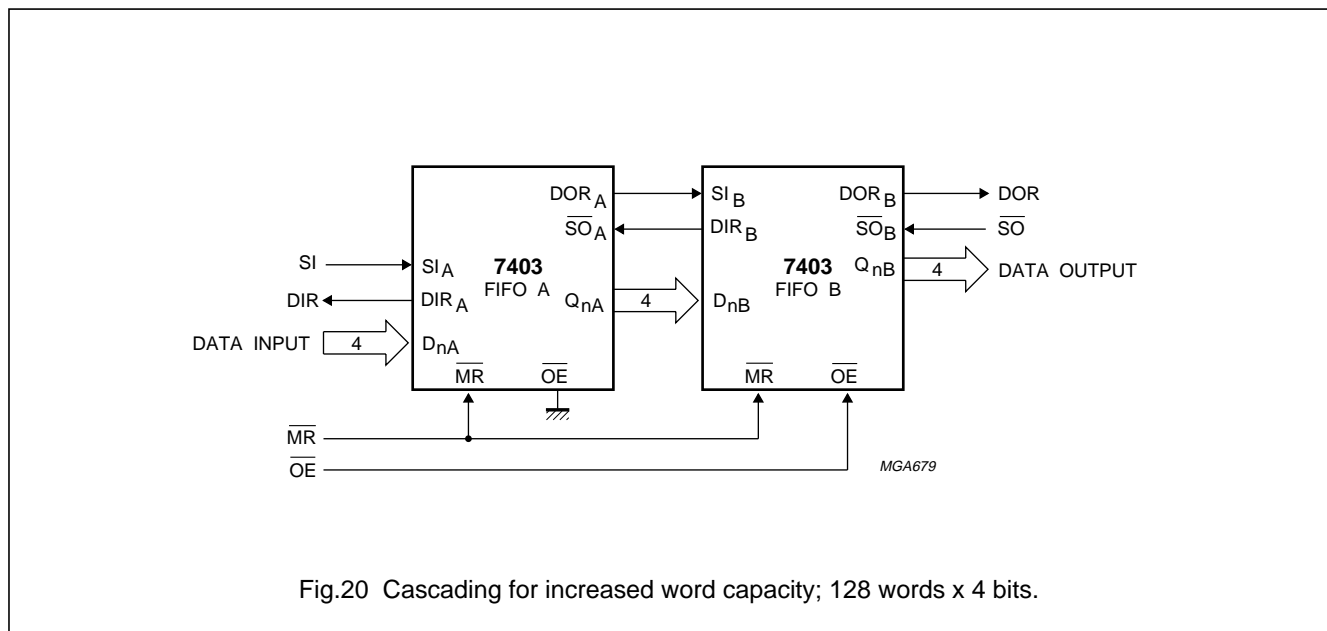 DOR A
SI B
DOR B
DOR
SO A
DIR B
SO B
SO
SI
SI A
7403
FIFO A
7403
FIFO B
Q nB
4
DATA OUTPUT
DIR
DIR A
Q nA
4
D nB
DATA INPUT
4
D nA
MR
OE
MR
OE
MR
OE
MGA679
Fig.20 Cascading for increased word capacity; 128 words x 4 bits.